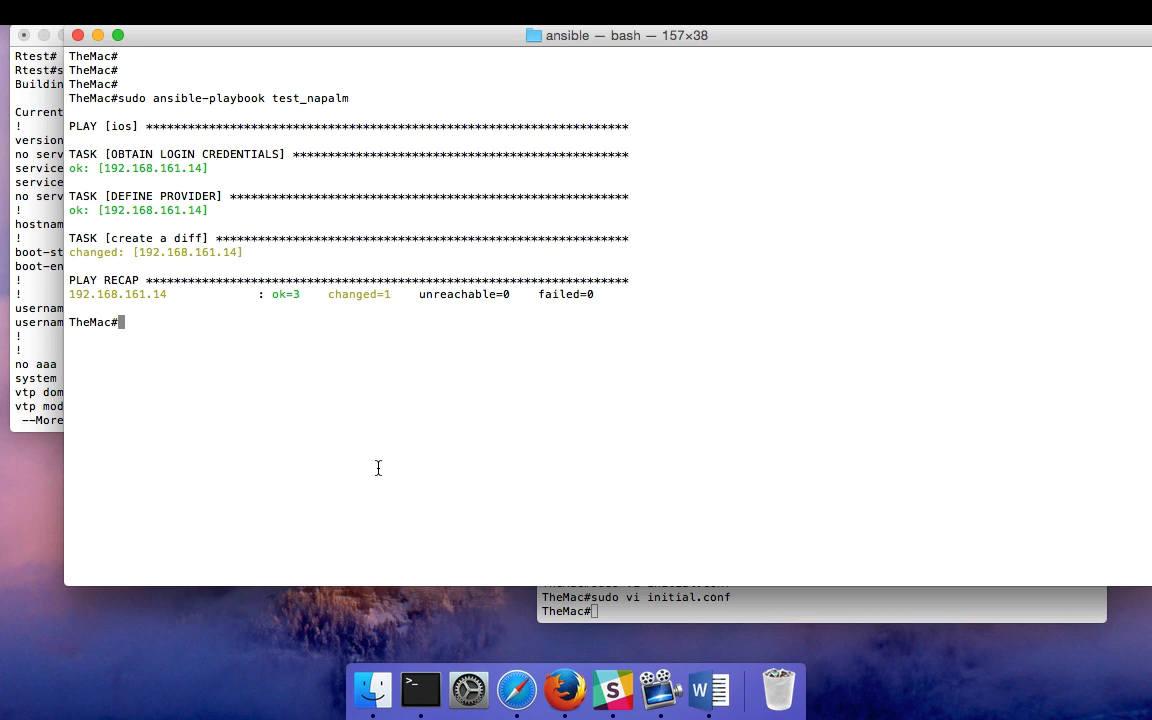 ansible — bash — 157×38
Rtest#
Rtest#s
Buildin
Current
!
version
no serv
service
service
no serv
!
hostnam
!
boot-st
boot-en
!
!
usernam
usernam
!
!
no aaa
system
vtp dom
vtp mod
--More
TheMac#
TheMac#
TheMac#
TheMac#sudo ansible-playbook test_napalm
PLAY [ios] *********************************************************************
TASK [OBTAIN LOGIN CREDENTIALS] ************************************************
ok: [192.168.161.14]
TASK [DEFINE PROVIDER] *********************************************************
ok: [192.168.161.14]
TASK [create a diff] ***********************************************************
changed: [192.168.161.14]
PLAY RECAP *********************************************************************
192.168.161.14 : ok=3 changed=1 unreachable=0 failed=0
TheMac#
TheMac#sudo vi initial.conf
TheMac#
>_
S
W